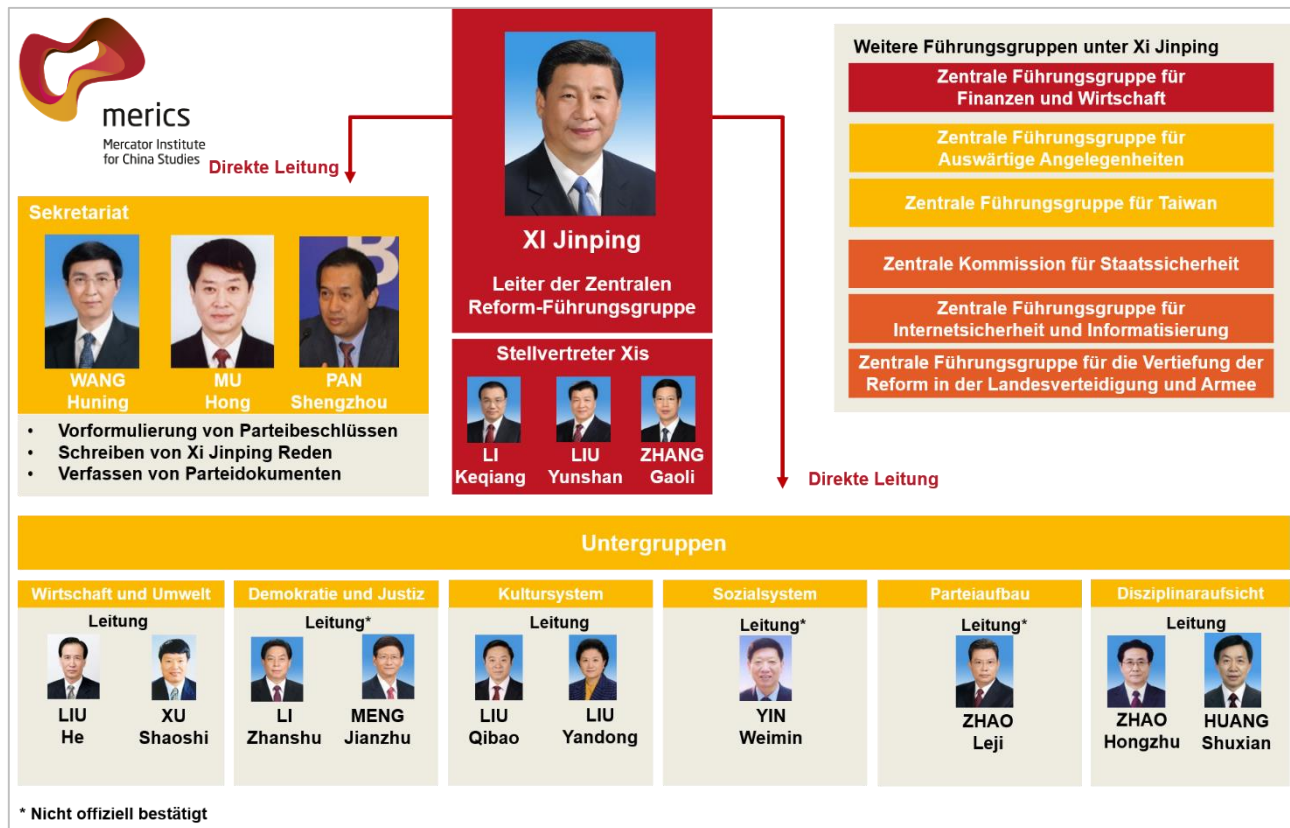 merics
Mercator Institute
for China Studies
Direkte Leitung
Sekretariat
WANG
Huning
MU
Hong
PAN
Shengzhou
• Vorformulierung von Parteibeschlüssen
• Schreiben von Xi Jinping Reden
• Verfassen von Parteidokumenten
XI Jinping
Leiter der Zentralen
Reform-Führungsgruppe
Stellvertreter Xis
LI
Keqiang
LIU
Yunshan
ZHANG
Gaoli
Weitere Führungsgruppen unter Xi Jinping
Zentrale Führungsgruppe für
Finanzen und Wirtschaft
Zentrale Führungsgruppe für
Auswärtige Angelegenheiten
Zentrale Führungsgruppe für Taiwan
Zentrale Kommission für Staatssicherheit
Zentrale Führungsgruppe für
Internetsicherheit und Informatisierung
Zentrale Führungsgruppe für die Vertiefung der
Reform in der Landesverteidigung und Armee
Direkte Leitung
Untergruppen
Wirtschaft und Umwelt
Leitung
LIU
He
XU
Shaoshi
Demokratie und Justiz
Leitung*
LI
Zhanshu
MENG
Jianzhu
Kultursystem
Leitung
LIU
Qibao
LIU
Yandong
Sozialsystem
Leitung*
YIN
Weimin
Parteiaufbau
Leitung*
ZHAO
Leji
Disziplinaraufsicht
Leitung
ZHAO
Hongzhu
HUANG
Shuxian
* Nicht offiziell bestätigt